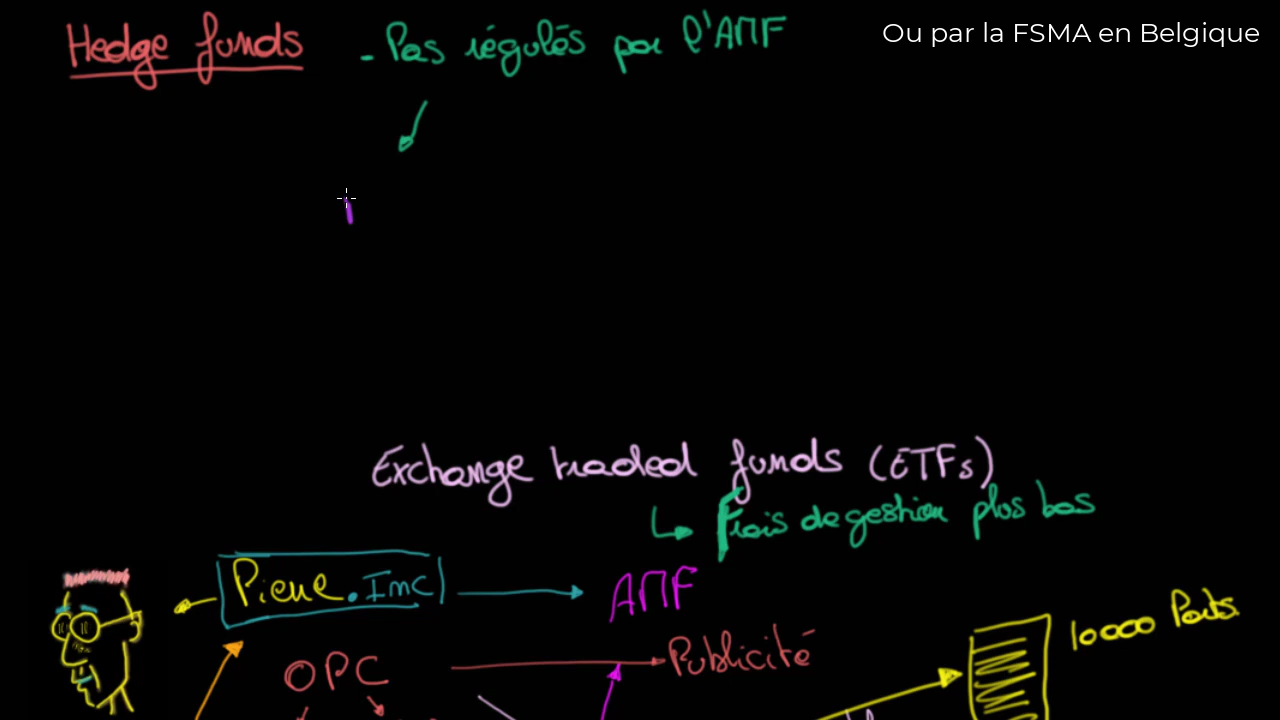 Hedge funds - Pas régulés par l'AMF
Ou par la FSMA en Belgique
Exchange traded funds (ETFs)
Frais de gestion plus bas
Pierre.Inc
AMF
10000 Parts
OPC
Publicité